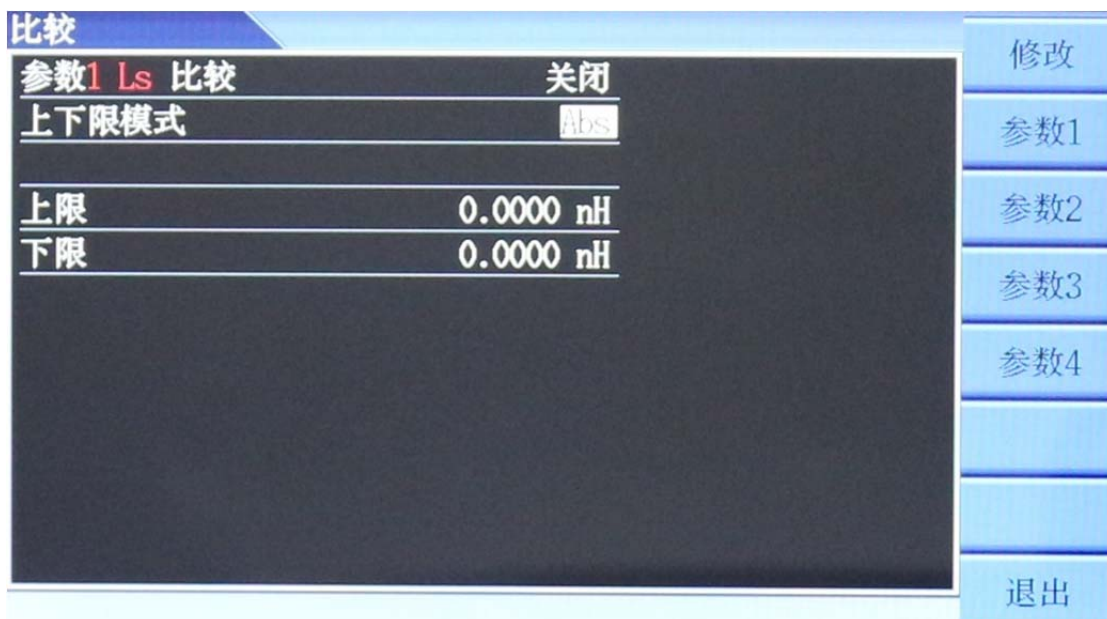 比较
参数1 Ls 比较 关闭
上下限模式 Abs
上限 0.0000 nH
下限 0.0000 nH
修改
参数1
参数2
参数3
参数4
退出